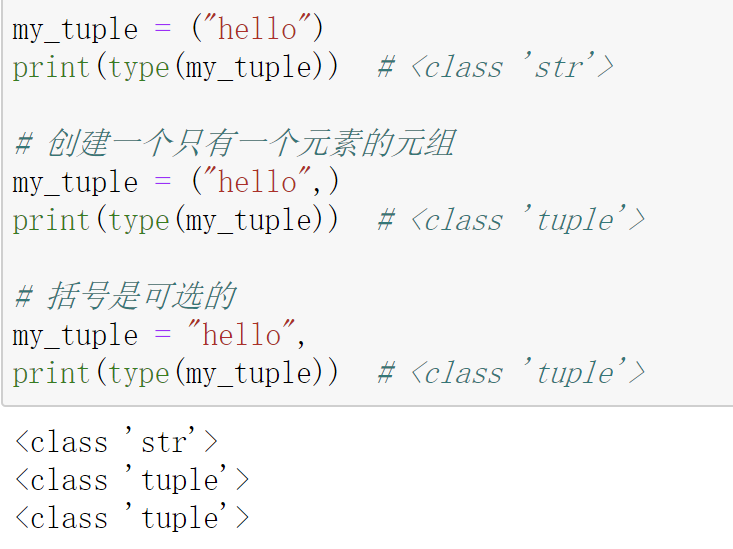 my_tuple = ("hello")
print(type(my_tuple))  # <class 'str'>
# 创建一个只有一个元素的元组
my_tuple = ("hello",)
print(type(my_tuple))  # <class 'tuple'>
# 括号是可选的
my_tuple = "hello",
print(type(my_tuple))  # <class 'tuple'>
<class 'str'>
<class 'tuple'>
<class 'tuple'>